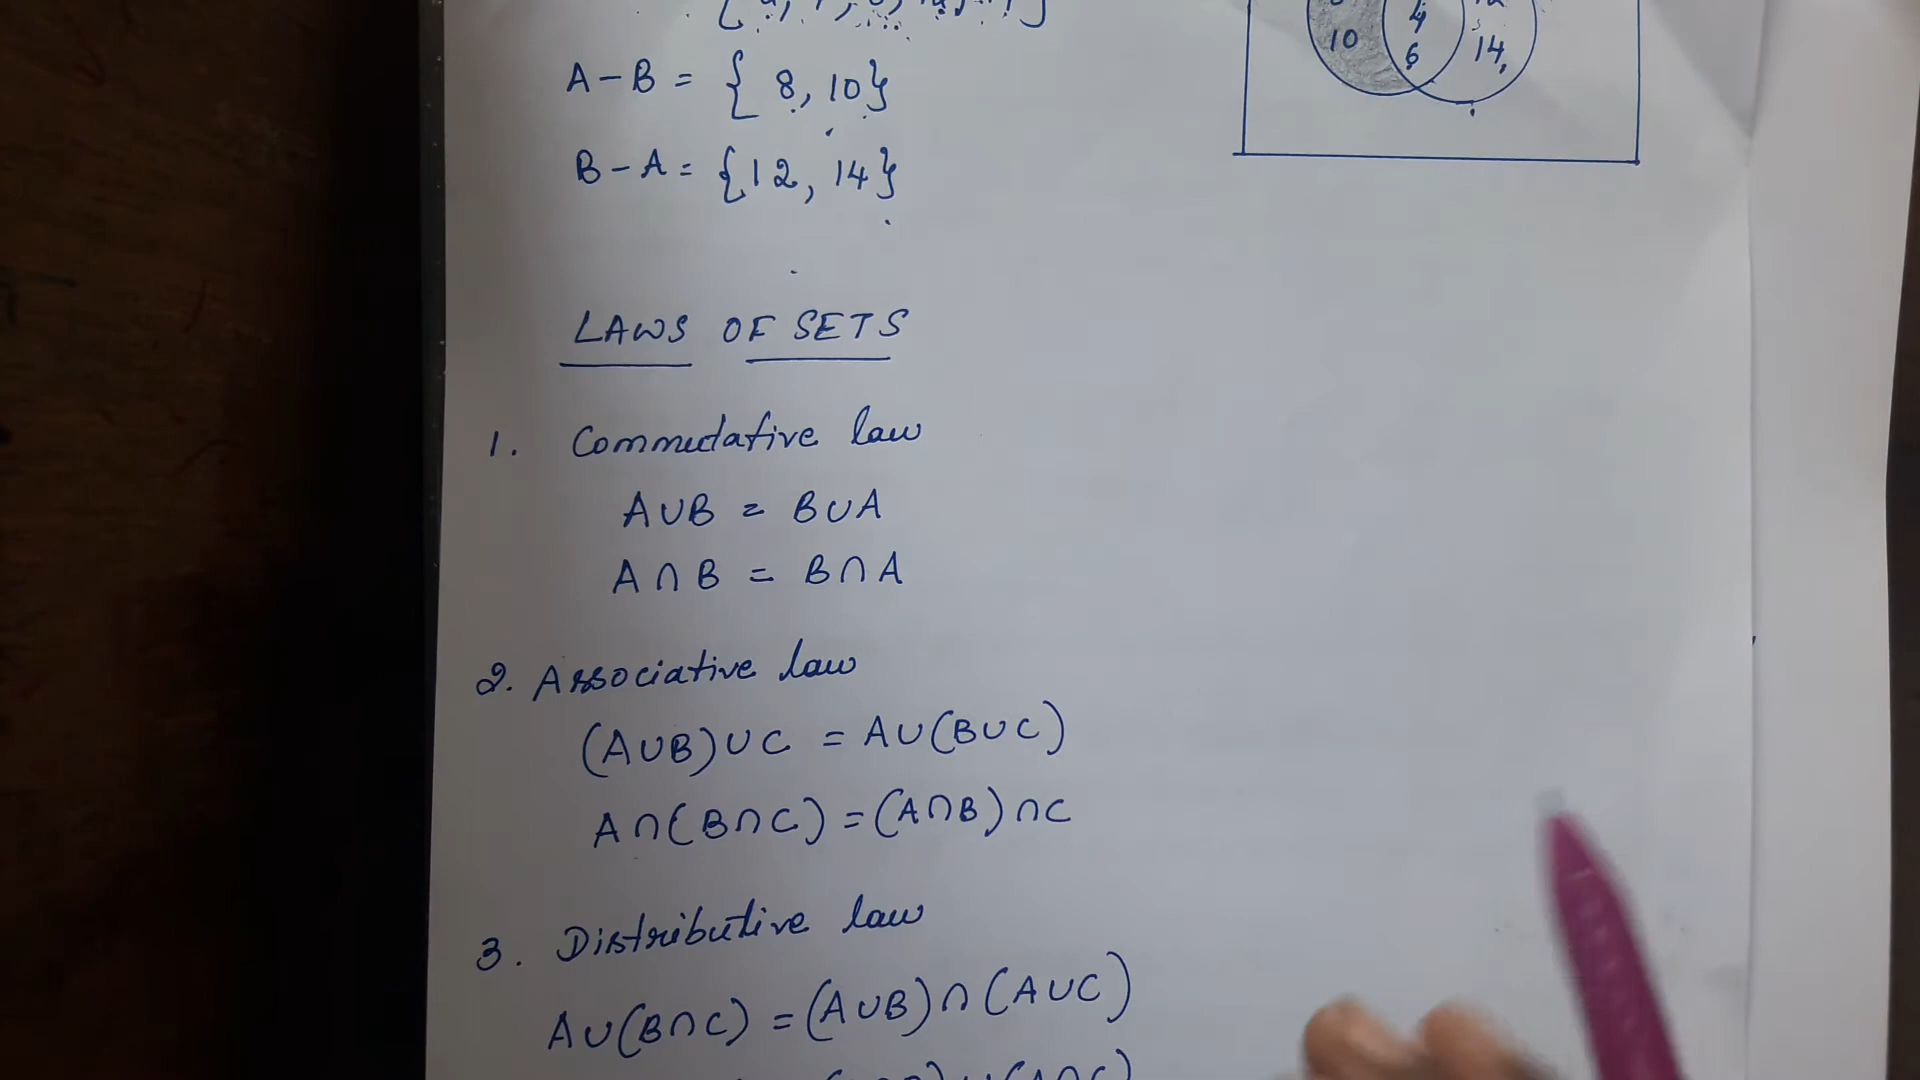 4
10
6
14
A - B = { 8, 10}
B - A = {12, 14}
LAWS OF SETS
1. Commutative law
A∪B = B∪A
A∩B = B∩A
2. Associative law
(A∪B)∪C = A∪(B∪C)
A∩(B∩C) = (A∩B)∩C
3. Distributive law
A∪(B∩C) = (A∪B)∩(A∪C)